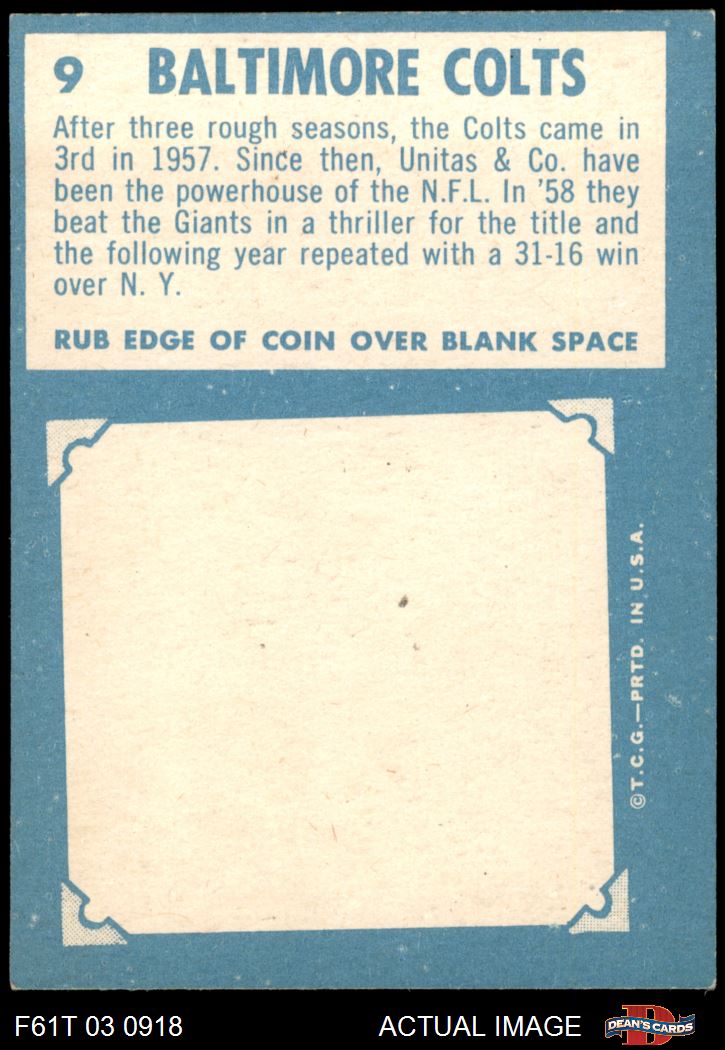 9 BALTIMORE COLTS
After three rough seasons, the Colts came in
3rd in 1957. Since then, Unitas & Co. have
been the powerhouse of the N.F.L. In '58 they
beat the Giants in a thriller for the title and
the following year repeated with a 31-16 win
over N. Y.
RUB EDGE OF COIN OVER BLANK SPACE
©T.C.G.—PRTD. IN U.S.A.
F61T 03 0918
ACTUAL IMAGE
D
DEAN'S CARDS